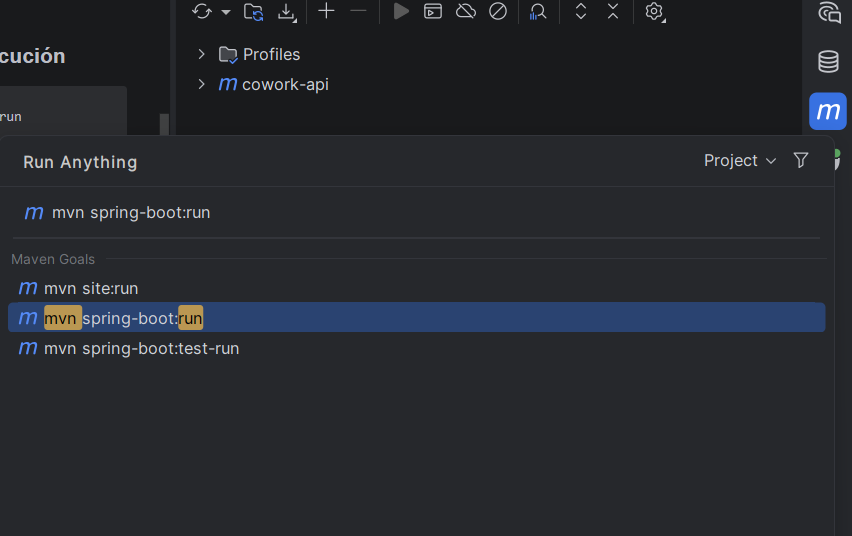 cución
run
Profiles
m cowork-api
m
Run Anything
Project
m mvn spring-boot:run
Maven Goals
m mvn site:run
m mvn spring-boot:run
m mvn spring-boot:test-run